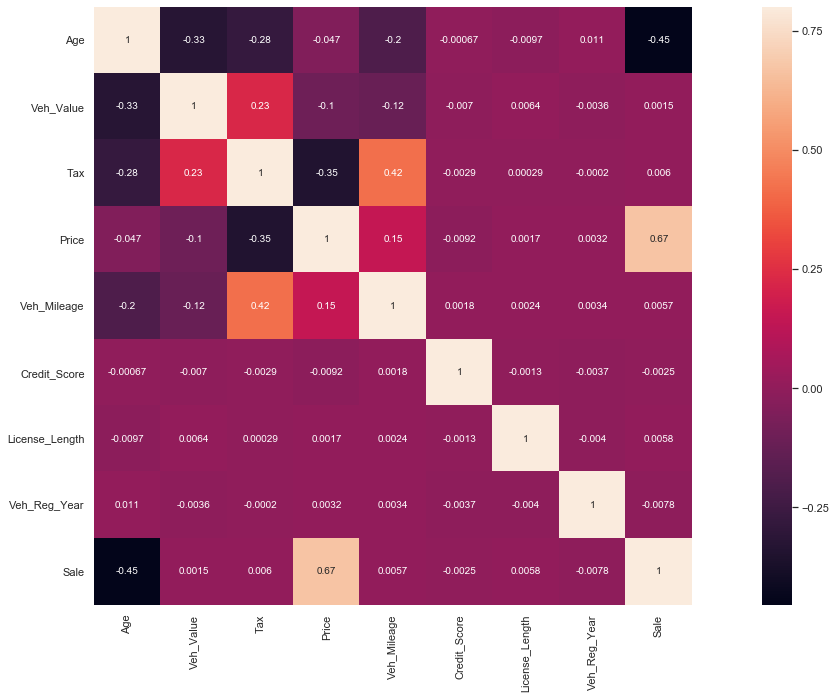 Age 1 -0.33 -0.28 -0.047 -0.2 -0.00067 -0.0097 0.011 -0.45
Veh_Value -0.33 1 0.23 -0.1 -0.12 -0.007 0.0064 -0.0036 0.0015
Tax -0.28 0.23 1 -0.35 0.42 -0.0029 0.00029 -0.0002 0.006
Price -0.047 -0.1 -0.35 1 0.15 -0.0092 0.0017 0.0032 0.67
Veh_Mileage -0.2 -0.12 0.42 0.15 1 0.0018 0.0024 0.0034 0.0057
Credit_Score -0.00067 -0.007 -0.0029 -0.0092 0.0018 1 -0.0013 -0.0037 -0.0025
License_Length -0.0097 0.0064 0.00029 0.0017 0.0024 -0.0013 1 -0.004 0.0058
Veh_Reg_Year 0.011 -0.0036 -0.0002 0.0032 0.0034 -0.0037 -0.004 1 -0.0078
Sale -0.45 0.0015 0.006 0.67 0.0057 -0.0025 0.0058 -0.0078 1
Age
Veh_Value
Tax
Price
Veh_Mileage
Credit_Score
License_Length
Veh_Reg_Year
Sale
0.75
0.50
0.25
0.00
-0.25